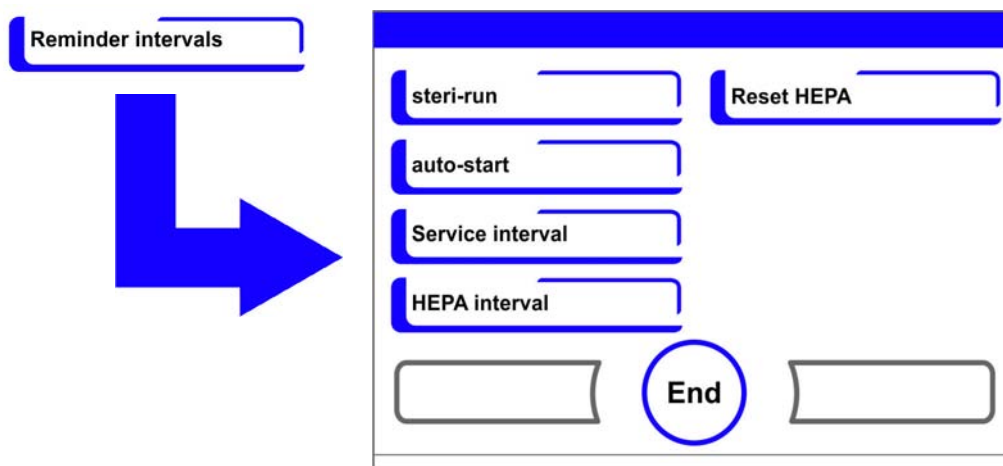 Reminder intervals
steri-run
Reset HEPA
auto-start
Service interval
HEPA interval
End